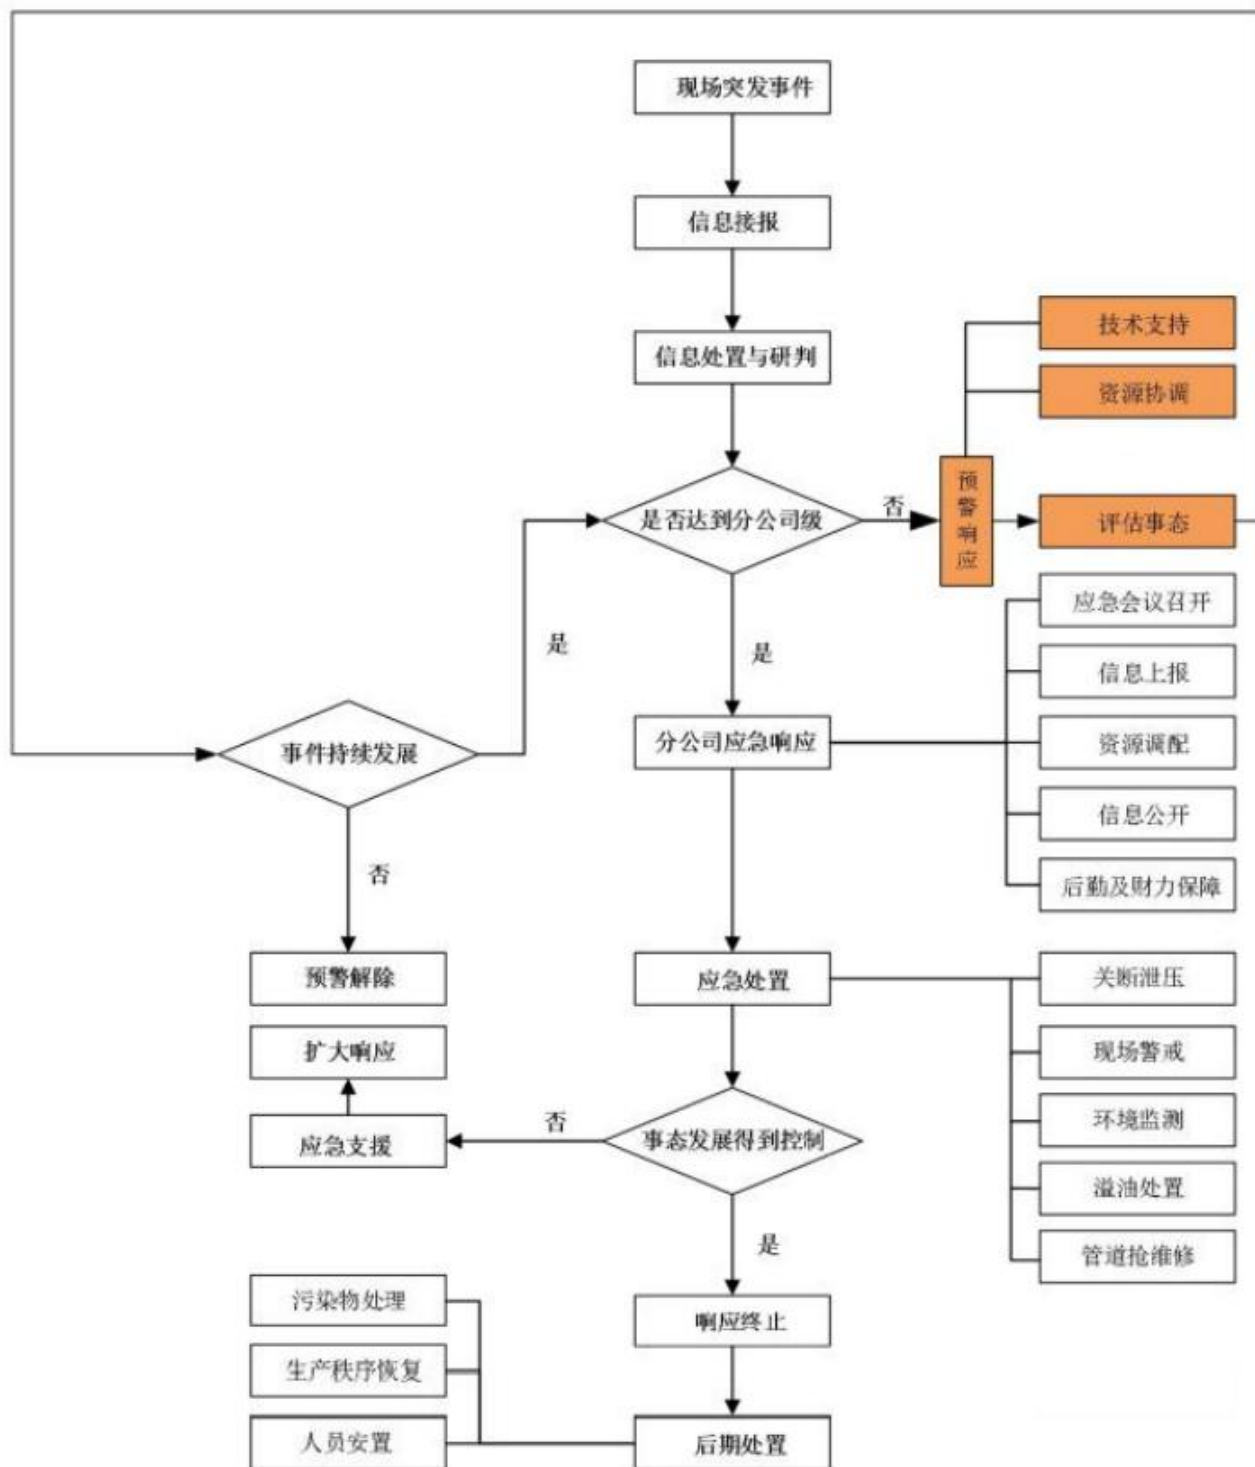 现场突发事件
信息接报
信息处置与研判
技术支持
资源协调
是否达到分公司级
否
预警响应
评估事态
应急会议召开
是
是
信息上报
分公司应急响应
资源调配
事件持续发展
信息公开
否
后勤及财力保障
预警解除
应急处置
关断泄压
扩大响应
现场警戒
应急支援
否
事态发展得到控制
环境监测
溢油处置
是
管道抢维修
污染物处理
响应终止
生产秩序恢复
人员安置
后期处置